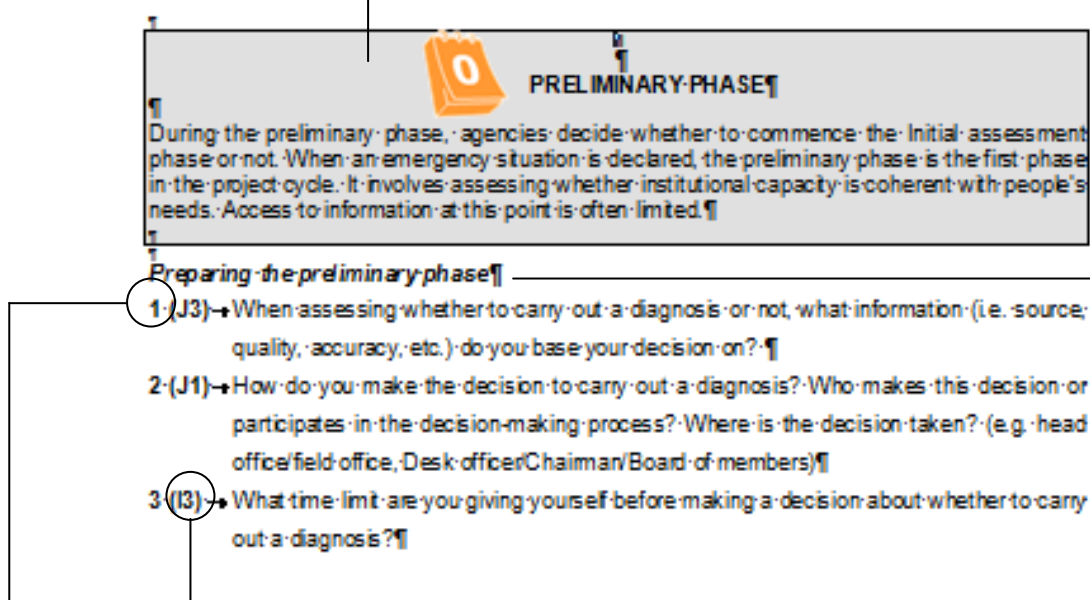 0
PRELIMINARY PHASE¶
¶
During the preliminary phase, agencies decide whether to commence the Initial assessment
phase or not. When an emergency situation is declared, the preliminary phase is the first phase
in the project cycle. It involves assessing whether institutional capacity is coherent with people's
needs. Access to information at this point is often limited.¶
Preparing the preliminary phase¶
1 (J3)→When assessing whether to carry out a diagnosis or not, what information (i.e. source,
quality, accuracy, etc.) do you base your decision on? ¶
2 (J1)→How do you make the decision to carry out a diagnosis? Who makes this decision or
participates in the decision-making process? Where is the decision taken? (e.g. head
office/field office, Desk officer/Chairman/Board of members)¶
3 (I3)→What time limit are you giving yourself before making a decision about whether to carry
out a diagnosis?¶